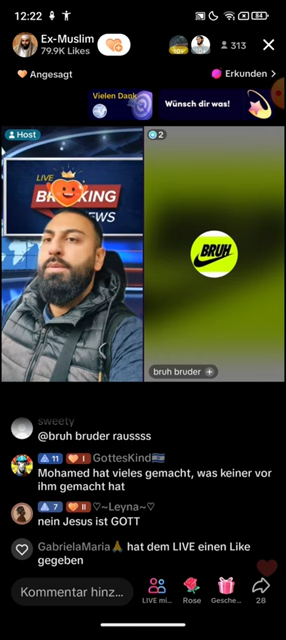 12:22
84
Ex-Muslim
79.9K Likes
313
Angesagt
Erkunden >
Vielen Dank
Wünsch dir was!
Host
2
LIVE
BREAKING
NEWS
BRUH
bruh bruder +
sweety
@bruh bruder raussss
11 I GottesKind
Mohamed hat vieles gemacht, was keiner vor
ihm gemacht hat
7 II ♡~Leyna~♡
nein Jesus ist GOTT
GabrielaMaria🙏 hat dem LIVE einen Like
gegeben
Kommentar hinz...
LIVE mi...
Rose
Gesche...
28